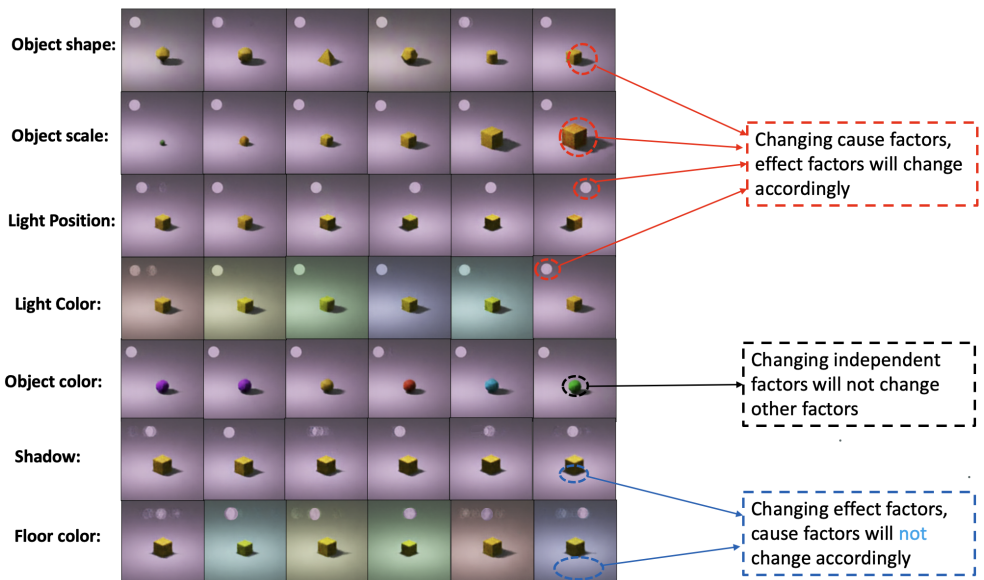 Object shape:
Object scale:
Light Position:
Light Color:
Object color:
Shadow:
Floor color:
Changing cause factors,
effect factors will change
accordingly
Changing independent
factors will not change
other factors
Changing effect factors,
cause factors will not
change accordingly